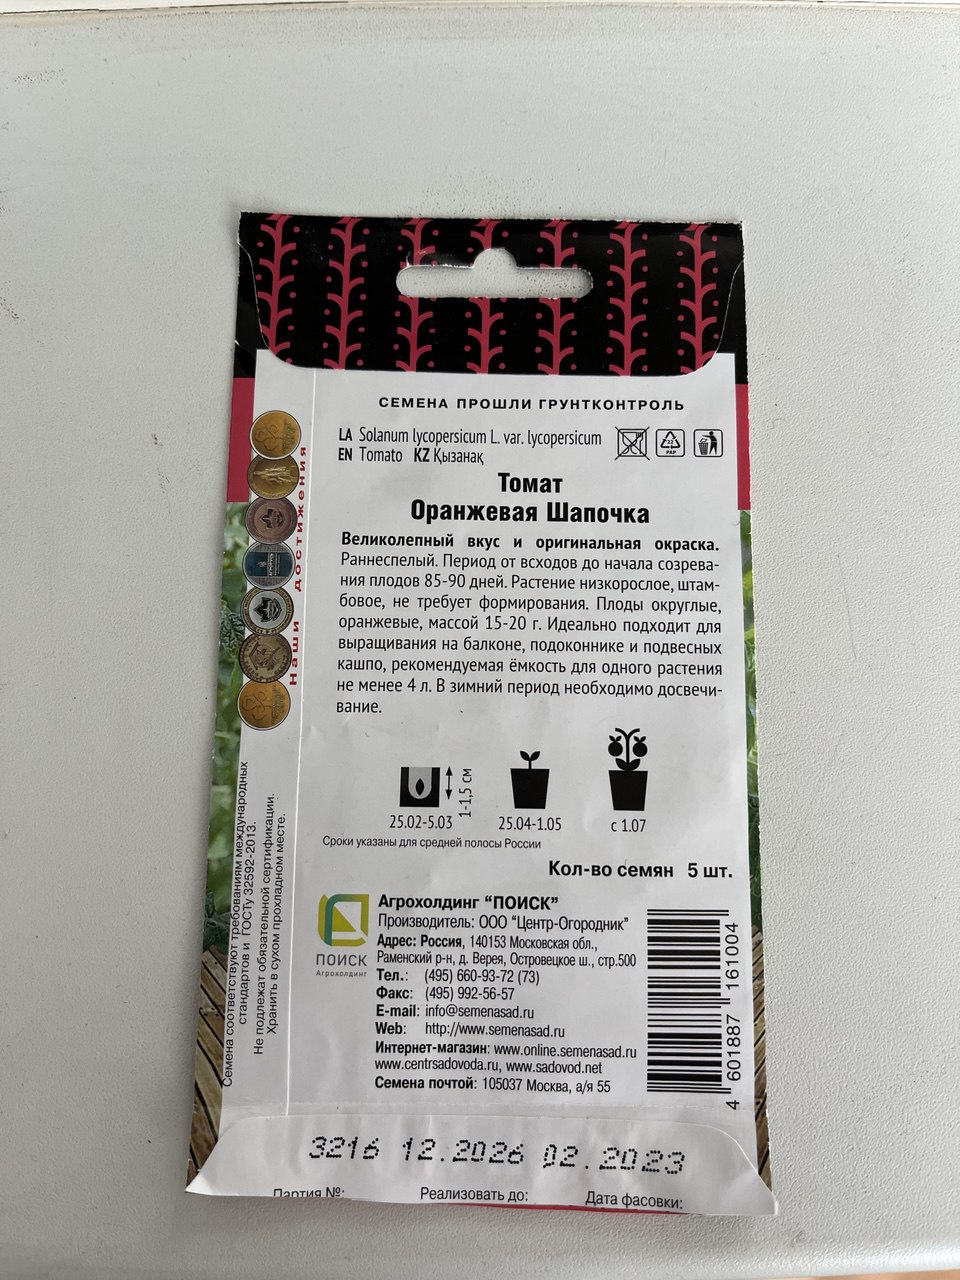 СЕМЕНА ПРОШЛИ ГРУНТКОНТРОЛЬ
LA Solanum lycopersicum L. var. lycopersicum
EN Tomato KZ Қызанақ
PAP
Томат
Оранжевая Шапочка
Великолепный вкус и оригинальная окраска.
Раннеспелый. Период от всходов до начала созрева-
ния плодов 85-90 дней. Растение низкорослое, штам-
бовое, не требует формирования. Плоды округлые,
оранжевые, массой 15-20 г. Идеально подходит для
выращивания на балконе, подоконнике и подвесных
кашпо, рекомендуемая ёмкость для одного растения
не менее 4 л. В зимний период необходимо досвечи-
вание.
1-1,5 см
25.02-5.03 25.04-1.05 с 1.07
Сроки указаны для средней полосы России
Кол-во семян 5 шт.
ПОИСК
Агрохолдинг
Агрохолдинг “ПОИСК”
Производитель: ООО “Центр-Огородник”
Адрес: Россия, 140153 Московская обл.,
Раменский р-н, д. Верея, Островецкое ш., стр.500
Тел.: (495) 660-93-72 (73)
Факс: (495) 992-56-57
E-mail: info@semenasad.ru
Web: http://www.semenasad.ru
Интернет-магазин: www.online.semenasad.ru
www.centrsadovoda.ru, www.sadovod.net
Семена почтой: 105037 Москва, а/я 55
4 601887 161004
Наши достижения
Семена соответствуют требованиям международных
стандартов и ГОСТу 32592-2013.
Не подлежат обязательной сертификации.
Хранить в сухом прохладном месте.
3216 12.2026 02.2023
Партия №: Реализовать до: Дата фасовки: